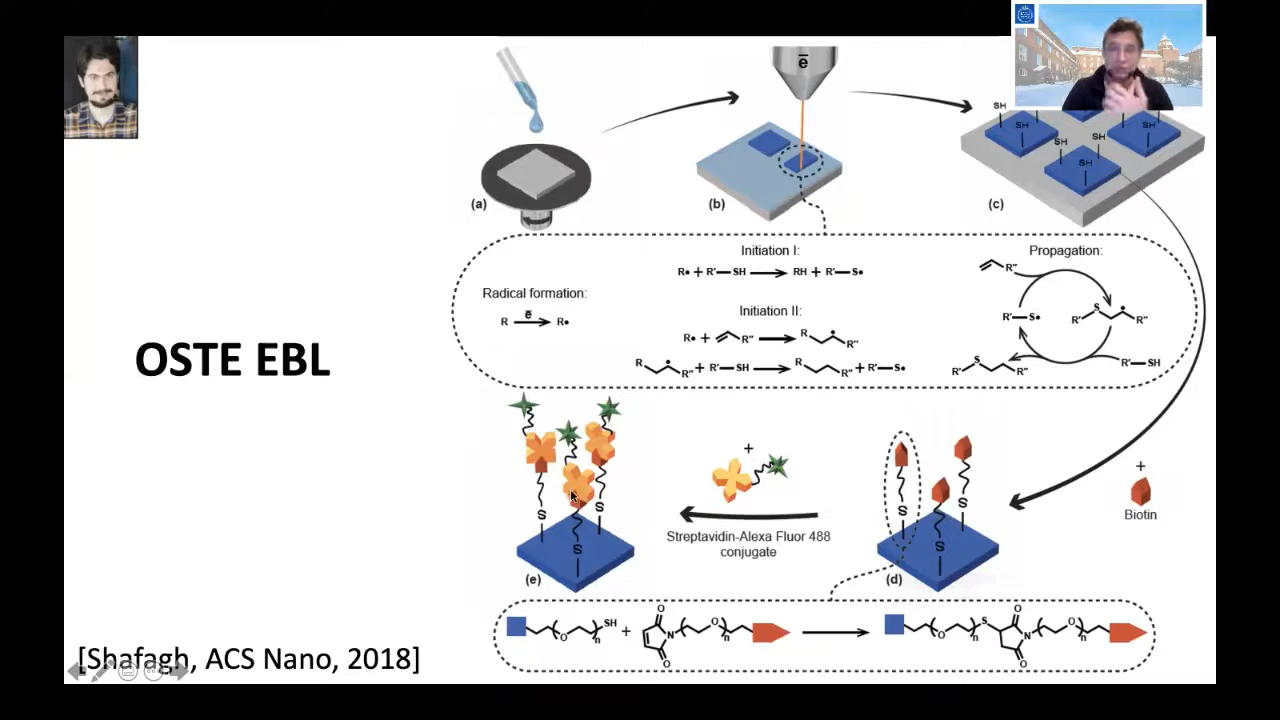 ē
SH
SH
SH
SH
SH
SH
(a)
(b)
(c)
Initiation I:
R• + R'—SH ⟶ RH + R'—S•
Radical formation:
R ē ⟶ R•
Initiation II:
R• + R'' ⟶ R R''
R R'' + R'—SH ⟶ R R'' + R'—S•
Propagation:
R''
R'—S•
R' S R''
R' S R''
R'—SH
OSTE EBL
+
Streptavidin-Alexa Fluor 488
conjugate
+
Biotin
S
S
S
S
S
S
(e)
(d)
O n SH + O N O O n ⟶ O n S O N O O n
[Shafagh, ACS Nano, 2018]